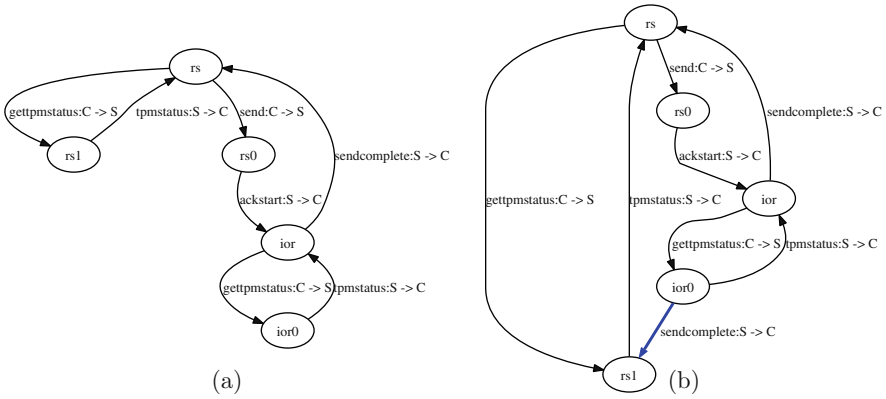 rs
gettpmstatus:C -> S
tpmstatus:S -> C
send:C -> S
rs1
rs0
sendcomplete:S -> C
ackstart:S -> C
ior
gettpmstatus:C -> S
tpmstatus:S -> C
ior0
(a)
rs
send:C -> S
rs0
sendcomplete:S -> C
ackstart:S -> C
gettpmstatus:C -> S
tpmstatus:S -> C
ior
gettpmstatus:C -> S
tpmstatus:S -> C
ior0
sendcomplete:S -> C
rs1
(b)